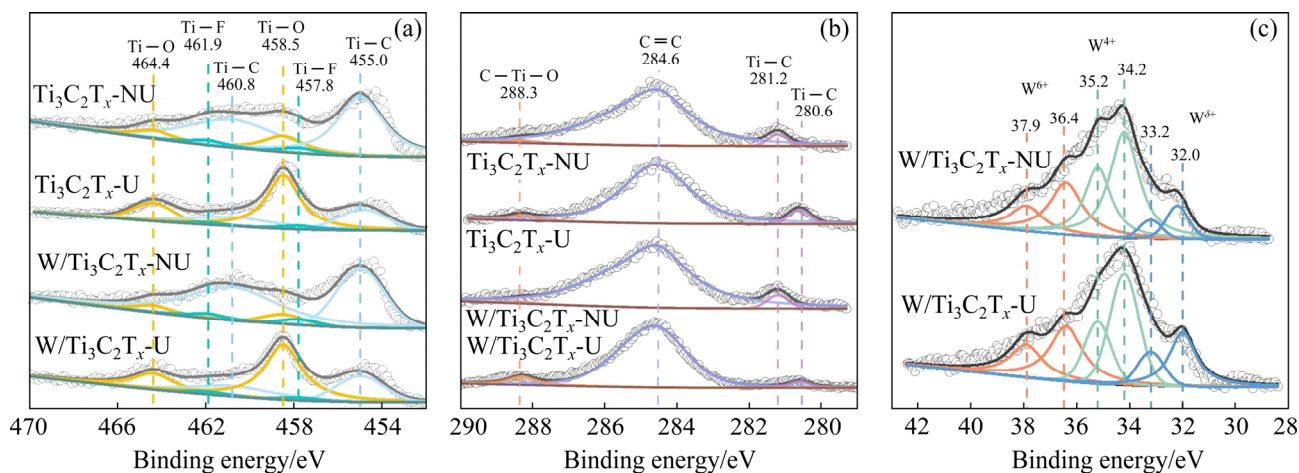 (a)
Ti—F
461.9
Ti—O
458.5
Ti—O
464.4
Ti—C
455.0
Ti—C
460.8
Ti—F
457.8
Ti₃C₂Tₓ-NU
Ti₃C₂Tₓ-U
W/Ti₃C₂Tₓ-NU
W/Ti₃C₂Tₓ-U
470 466 462 458 454
Binding energy/eV
(b)
C=C
284.6
C—Ti—O
288.3
Ti—C
281.2
Ti—C
280.6
Ti₃C₂Tₓ-NU
Ti₃C₂Tₓ-U
W/Ti₃C₂Tₓ-NU
W/Ti₃C₂Tₓ-U
290 288 286 284 282 280
Binding energy/eV
(c)
W⁴⁺
35.2 34.2
W⁶⁺
37.9 36.4
W^δ⁺
33.2
32.0
W/Ti₃C₂Tₓ-NU
W/Ti₃C₂Tₓ-U
42 40 38 36 34 32 30 28
Binding energy/eV